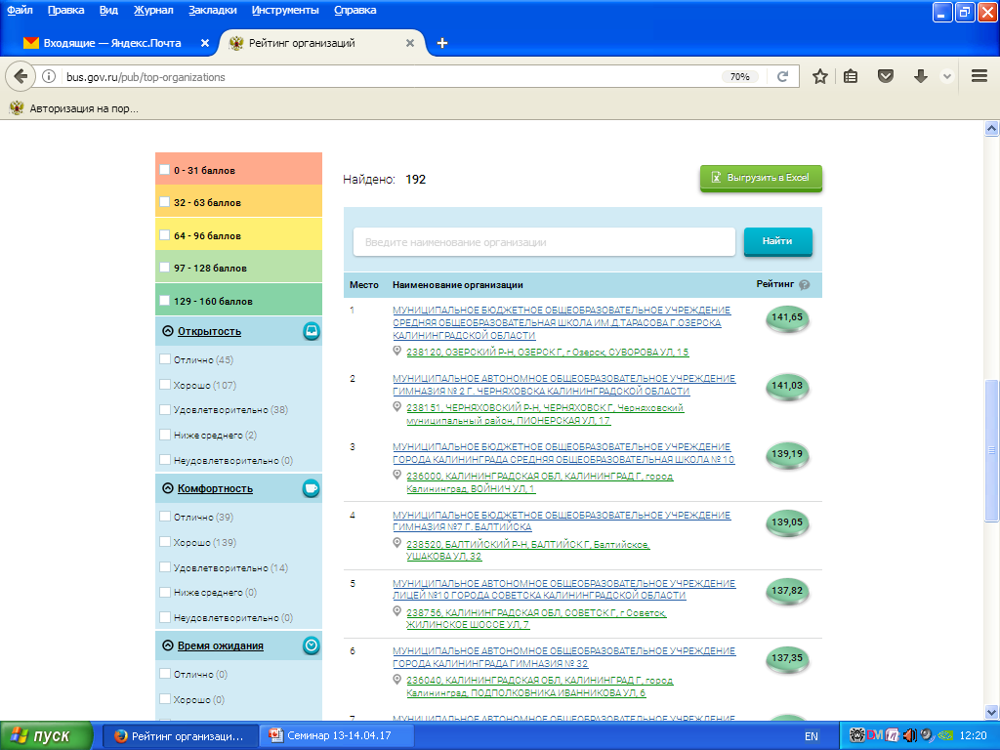 Файл Правка Вид Журнал Закладки Инструменты Справка
Входящие — Яндекс.Почта
Рейтинг организаций
bus.gov.ru/pub/top-organizations
70%
Авторизация на пор...
0 - 31 баллов
32 - 63 баллов
64 - 96 баллов
97 - 128 баллов
129 - 160 баллов
Открытость
Отлично (45)
Хорошо (107)
Удовлетворительно (38)
Ниже среднего (2)
Неудовлетворительно (0)
Комфортность
Отлично (39)
Хорошо (139)
Удовлетворительно (14)
Ниже среднего (0)
Неудовлетворительно (0)
Время ожидания
Отлично (0)
Хорошо (0)
Найдено: 192
Выгрузить в Excel
Введите наименование организации
Найти
Место Наименование организации Рейтинг ?
1 МУНИЦИПАЛЬНОЕ БЮДЖЕТНОЕ ОБЩЕОБРАЗОВАТЕЛЬНОЕ УЧРЕЖДЕНИЕ 141,65
СРЕДНЯЯ ОБЩЕОБРАЗОВАТЕЛЬНАЯ ШКОЛА ИМ.Д.ТАРАСОВА Г.ОЗЕРСКА
КАЛИНИНГРАДСКОЙ ОБЛАСТИ
238120, ОЗЕРСКИЙ Р-Н, ОЗЕРСК Г, г Озерск, СУВОРОВА УЛ, 15
2 МУНИЦИПАЛЬНОЕ АВТОНОМНОЕ ОБЩЕОБРАЗОВАТЕЛЬНОЕ УЧРЕЖДЕНИЕ 141,03
ГИМНАЗИЯ № 2 Г. ЧЕРНЯХОВСКА КАЛИНИНГРАДСКОЙ ОБЛАСТИ
238151, ЧЕРНЯХОВСКИЙ Р-Н, ЧЕРНЯХОВСК Г, Черняховский
муниципальный район, ПИОНЕРСКАЯ УЛ, 17
3 МУНИЦИПАЛЬНОЕ АВТОНОМНОЕ ОБЩЕОБРАЗОВАТЕЛЬНОЕ УЧРЕЖДЕНИЕ 139,19
ГОРОДА КАЛИНИНГРАДА СРЕДНЯЯ ОБЩЕОБРАЗОВАТЕЛЬНАЯ ШКОЛА № 10
236000, КАЛИНИНГРАДСКАЯ ОБЛ, КАЛИНИНГРАД Г, город
Калининград, ВОЙНИЧ УЛ, 1
4 МУНИЦИПАЛЬНОЕ БЮДЖЕТНОЕ ОБЩЕОБРАЗОВАТЕЛЬНОЕ УЧРЕЖДЕНИЕ 139,05
ГИМНАЗИЯ №7 Г. БАЛТИЙСКА
238520, БАЛТИЙСКИЙ Р-Н, БАЛТИЙСК Г, Балтийское,
УШАКОВА УЛ, 32
5 МУНИЦИПАЛЬНОЕ АВТОНОМНОЕ ОБЩЕОБРАЗОВАТЕЛЬНОЕ УЧРЕЖДЕНИЕ 137,82
ЛИЦЕЙ №10 ГОРОДА СОВЕТСКА КАЛИНИНГРАДСКОЙ ОБЛАСТИ
238756, КАЛИНИНГРАДСКАЯ ОБЛ, СОВЕТСК Г, г Советск,
ЖИЛИНСКОЕ ШОССЕ УЛ, 7
6 МУНИЦИПАЛЬНОЕ АВТОНОМНОЕ ОБЩЕОБРАЗОВАТЕЛЬНОЕ УЧРЕЖДЕНИЕ 137,35
ГОРОДА КАЛИНИНГРАДА ГИМНАЗИЯ № 32
236040, КАЛИНИНГРАДСКАЯ ОБЛ, КАЛИНИНГРАД Г, город
Калининград, ПОДПОЛКОВНИКА ИВАННИКОВА УЛ, 6
7 МУНИЦИПАЛЬНОЕ АВТОНОМНОЕ ОБЩЕОБРАЗОВАТЕЛЬНОЕ УЧРЕЖДЕНИЕ
пуск
Рейтинг организаци...
Семинар 13-14.04.17
EN
12:20